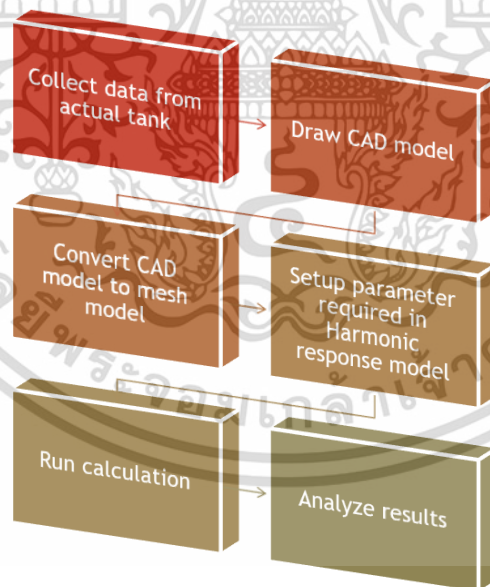 Collect data from
actual tank
Draw CAD model
Convert CAD
model to mesh
model
Setup parameter
required in
Harmonic
response model
Run calculation
Analyze results